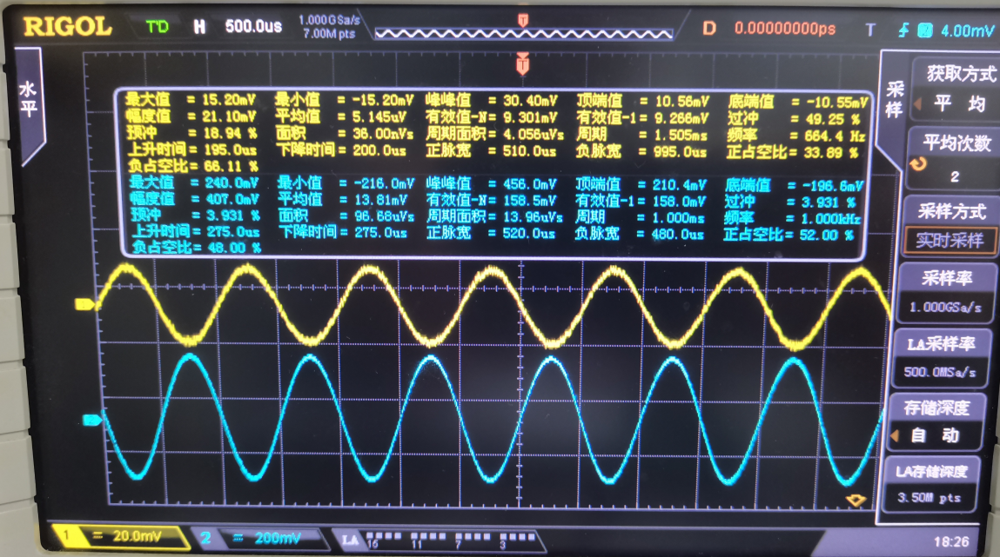 RIGOL T'D H 500.0us 1.000GSa/s 7.00M pts D 0.00000000ps T 2 4.00mV
水平
最大值 = 15.20mV 最小值 = -15.20mV 峰峰值 = 30.40mV 顶端值 = 10.56mV 底端值 = -10.55mV
幅度值 = 21.10mV 平均值 = 5.145uV 有效值-N= 9.301mV 有效值-1= 9.266mV 过冲 = 49.25 %
预冲 = 18.94 % 面积 = 36.00nVs 周期面积= 4.056uVs 周期 = 1.505ms 频率 = 664.4 Hz
上升时间= 195.0us 下降时间= 200.0us 正脉宽 = 510.0us 负脉宽 = 995.0us 正占空比= 33.89 %
负占空比= 66.11 %
最大值 = 240.0mV 最小值 = -216.0mV 峰峰值 = 456.0mV 顶端值 = 210.4mV 底端值 = -196.6mV
幅度值 = 407.0mV 平均值 = 13.81mV 有效值-N= 158.5mV 有效值-1= 158.0mV 过冲 = 3.931 %
预冲 = 3.931 % 面积 = 96.68uVs 周期面积= 13.96uVs 周期 = 1.000ms 频率 = 1.000kHz
上升时间= 275.0us 下降时间= 275.0us 正脉宽 = 520.0us 负脉宽 = 480.0us 正占空比= 52.00 %
负占空比= 48.00 %
采样
获取方式
平均
平均次数
2
采样方式
实时采样
采样率
1.000GSa/s
LA采样率
500.0MSa/s
存储深度
自动
LA存储深度
3.50M pts
1 = 20.0mV 2 = 200mV LA 15 11 7 3 18:26